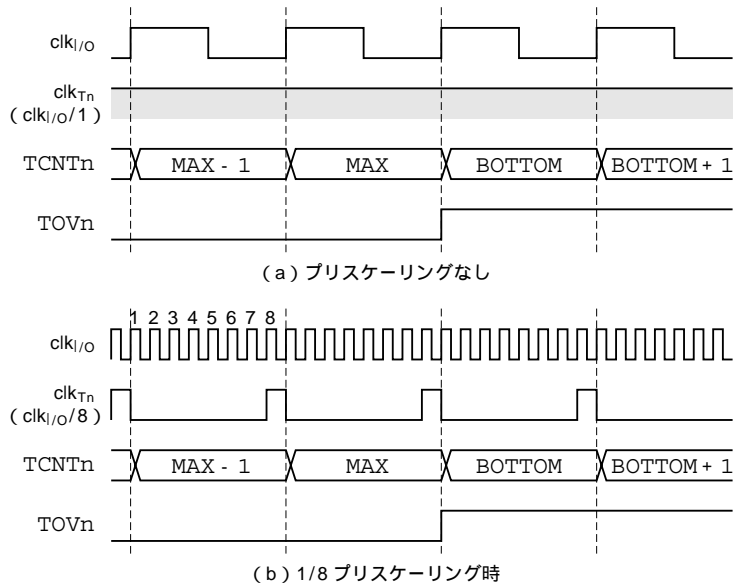 clkI/O
clkTn
(clkI/O/1)
TCNTn MAX - 1 MAX BOTTOM BOTTOM + 1
TOVn
(a)プリスケーリングなし
1 2 3 4 5 6 7 8
clkI/O
clkTn
(clkI/O/8)
TCNTn MAX - 1 MAX BOTTOM BOTTOM + 1
TOVn
(b)1/8 プリスケーリング時